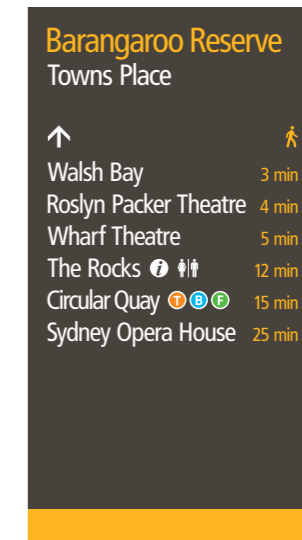 Barangaroo Reserve
Towns Place
Walsh Bay 3 min
Roslyn Packer Theatre 4 min
Wharf Theatre 5 min
The Rocks i 12 min
Circular Quay T B F 15 min
Sydney Opera House 25 min